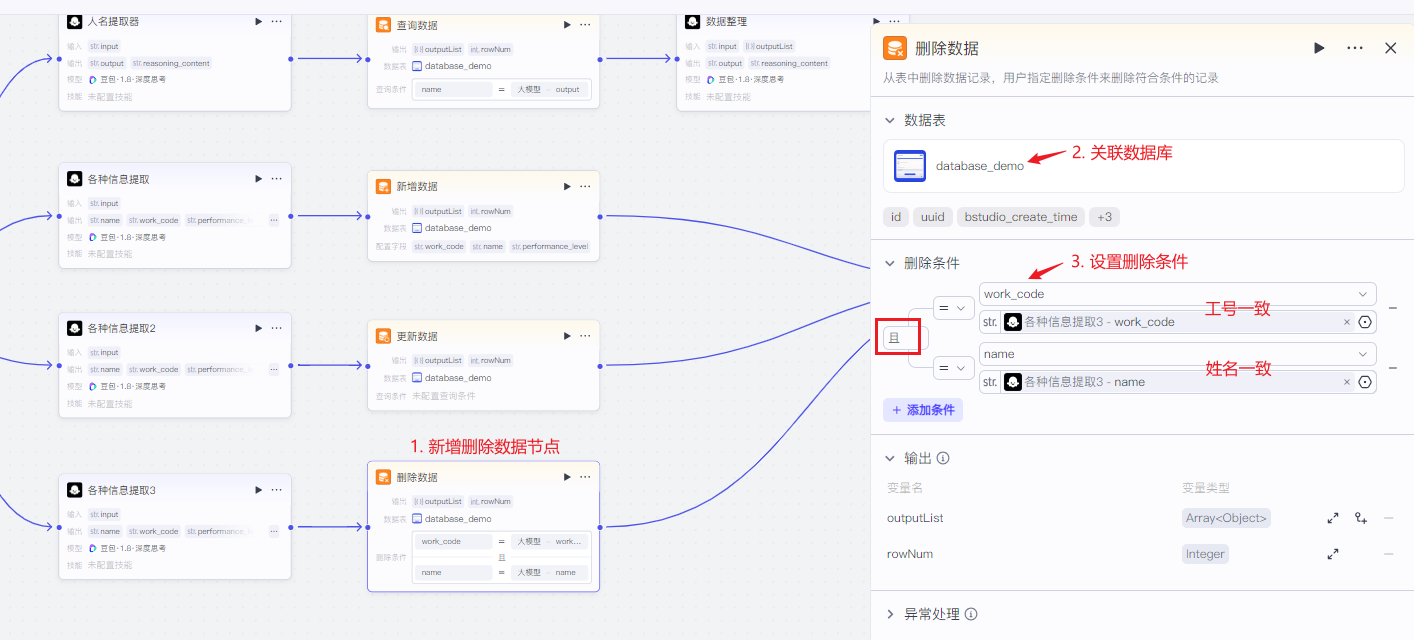 人名提取器
输入 str. input
输出 str. output str. reasoning_content
模型 豆包·1.8·深度思考
技能 未配置技能
查询数据
输出 [{}] outputList int. rowNum
数据表 database_demo
查询条件 name = 大模型 - output
数据整理
输入 str. input [{}] outputList
输出 str. output str. reasoning_content
模型 豆包·1.8·深度思考
技能 未配置技能
各种信息提取
输入 str. input
输出 str. name str. work_code str. performance_l ...
模型 豆包·1.8·深度思考
技能 未配置技能
新增数据
输出 [{}] outputList int. rowNum
数据表 database_demo
配置字段 str. work_code str. name str. performance_level
各种信息提取2
输入 str. input
输出 str. name str. work_code str. performance_l ...
模型 豆包·1.8·深度思考
技能 未配置技能
更新数据
输出 [{}] outputList int. rowNum
数据表 database_demo
查询条件 未配置查询条件
各种信息提取3
输入 str. input
输出 str. name str. work_code str. performance_l ...
模型 豆包·1.8·深度思考
技能 未配置技能
1. 新增删除数据节点
删除数据
输出 [{}] outputList int. rowNum
数据表 database_demo
删除条件
work_code = 大模型 - work...
且
name = 大模型 - name
删除数据
从表中删除数据记录，用户指定删除条件来删除符合条件的记录
数据表
database_demo
2. 关联数据库
id uuid bstudio_create_time +3
删除条件
3. 设置删除条件
= work_code
str. 各种信息提取3 - work_code
工号一致
且
= name
str. 各种信息提取3 - name
姓名一致
+ 添加条件
输出
变量名 变量类型
outputList Array<Object>
rowNum Integer
异常处理